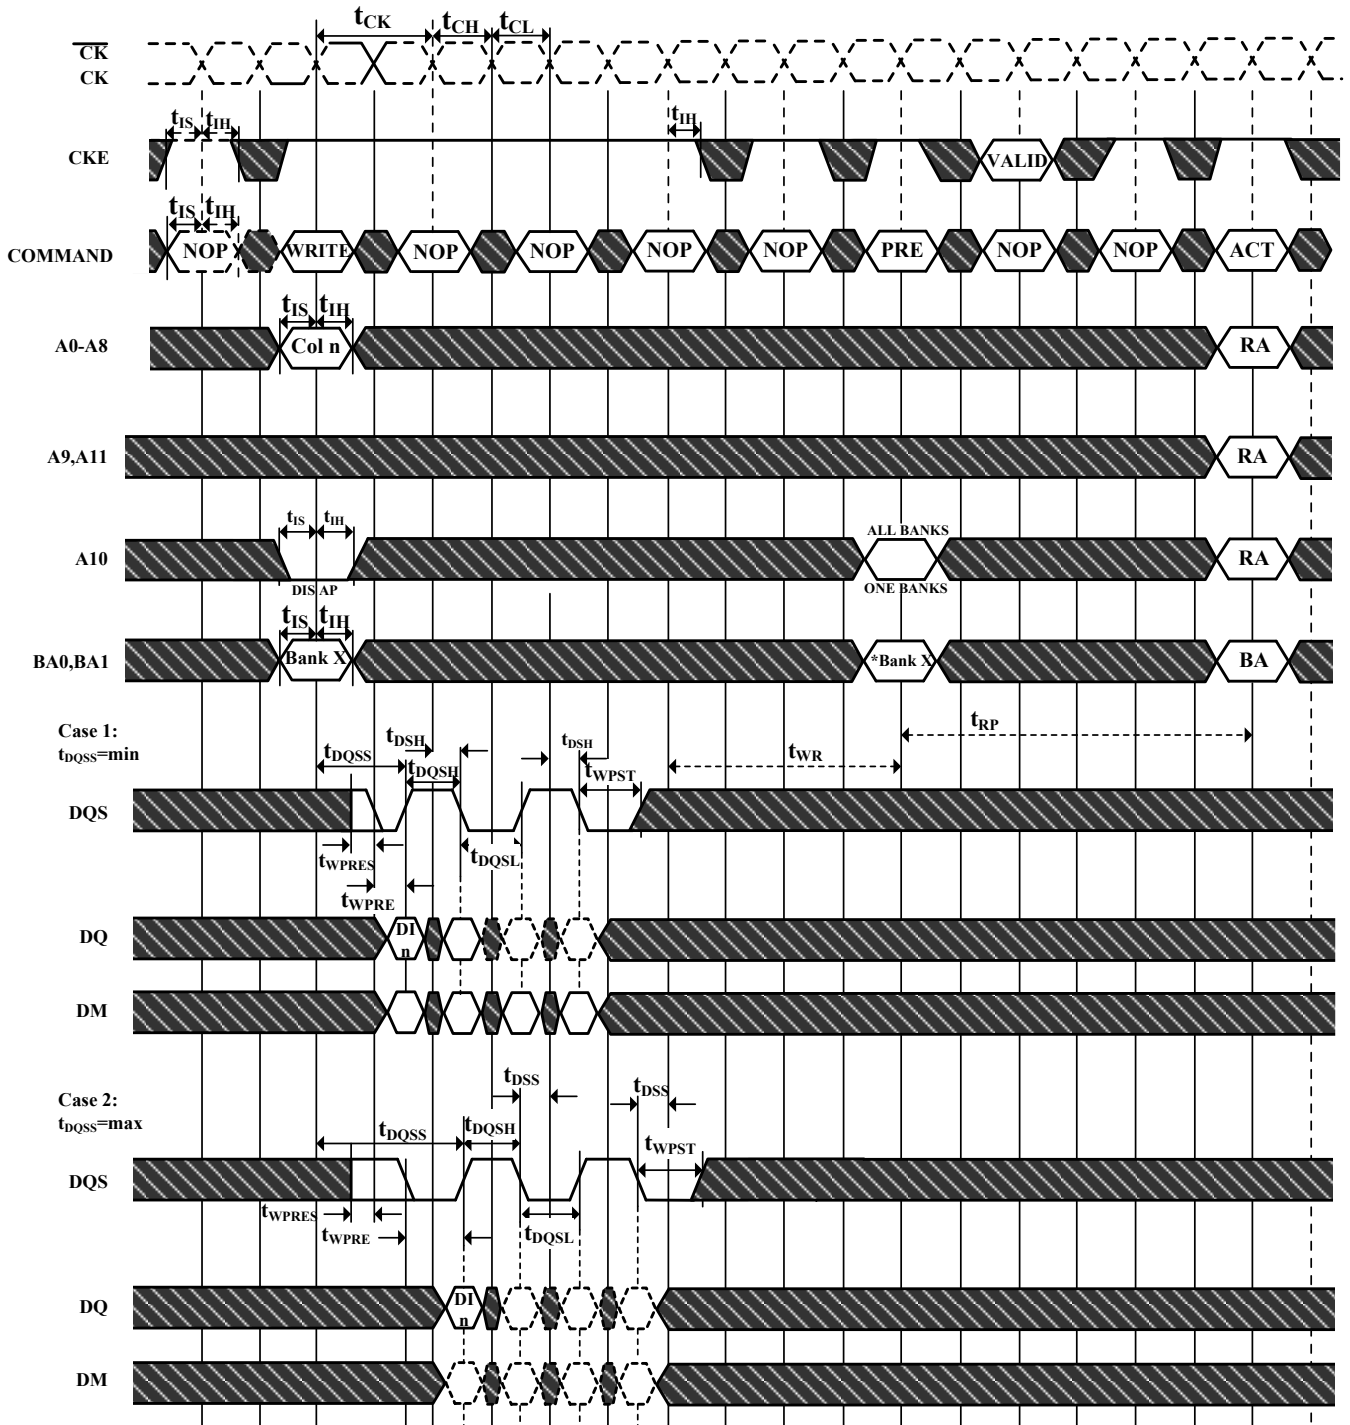 tCK tCH tCL
CK
CK
tIS tIH tIH
CKE VALID
tIS tIH
COMMAND NOP WRITE NOP NOP NOP NOP PRE NOP NOP ACT
tIS tIH
A0-A8 Col n RA
A9,A11 RA
tIS tIH ALL BANKS
A10 RA
DIS AP ONE BANKS
tIS tIH
BA0,BA1 Bank X *Bank X BA
Case 1:
tDQSS=min
tDSH tDSH tRP
tDQSS tDQSH tWPST tWR
DQS
tWPRES tDQSL
tWPRE
DQ DI n
DM
Case 2:
tDQSS=max
tDSS tDSS
tDQSS tDQSH tWPST
DQS
tWPRES
tWPRE tDQSL
DQ DI n
DM